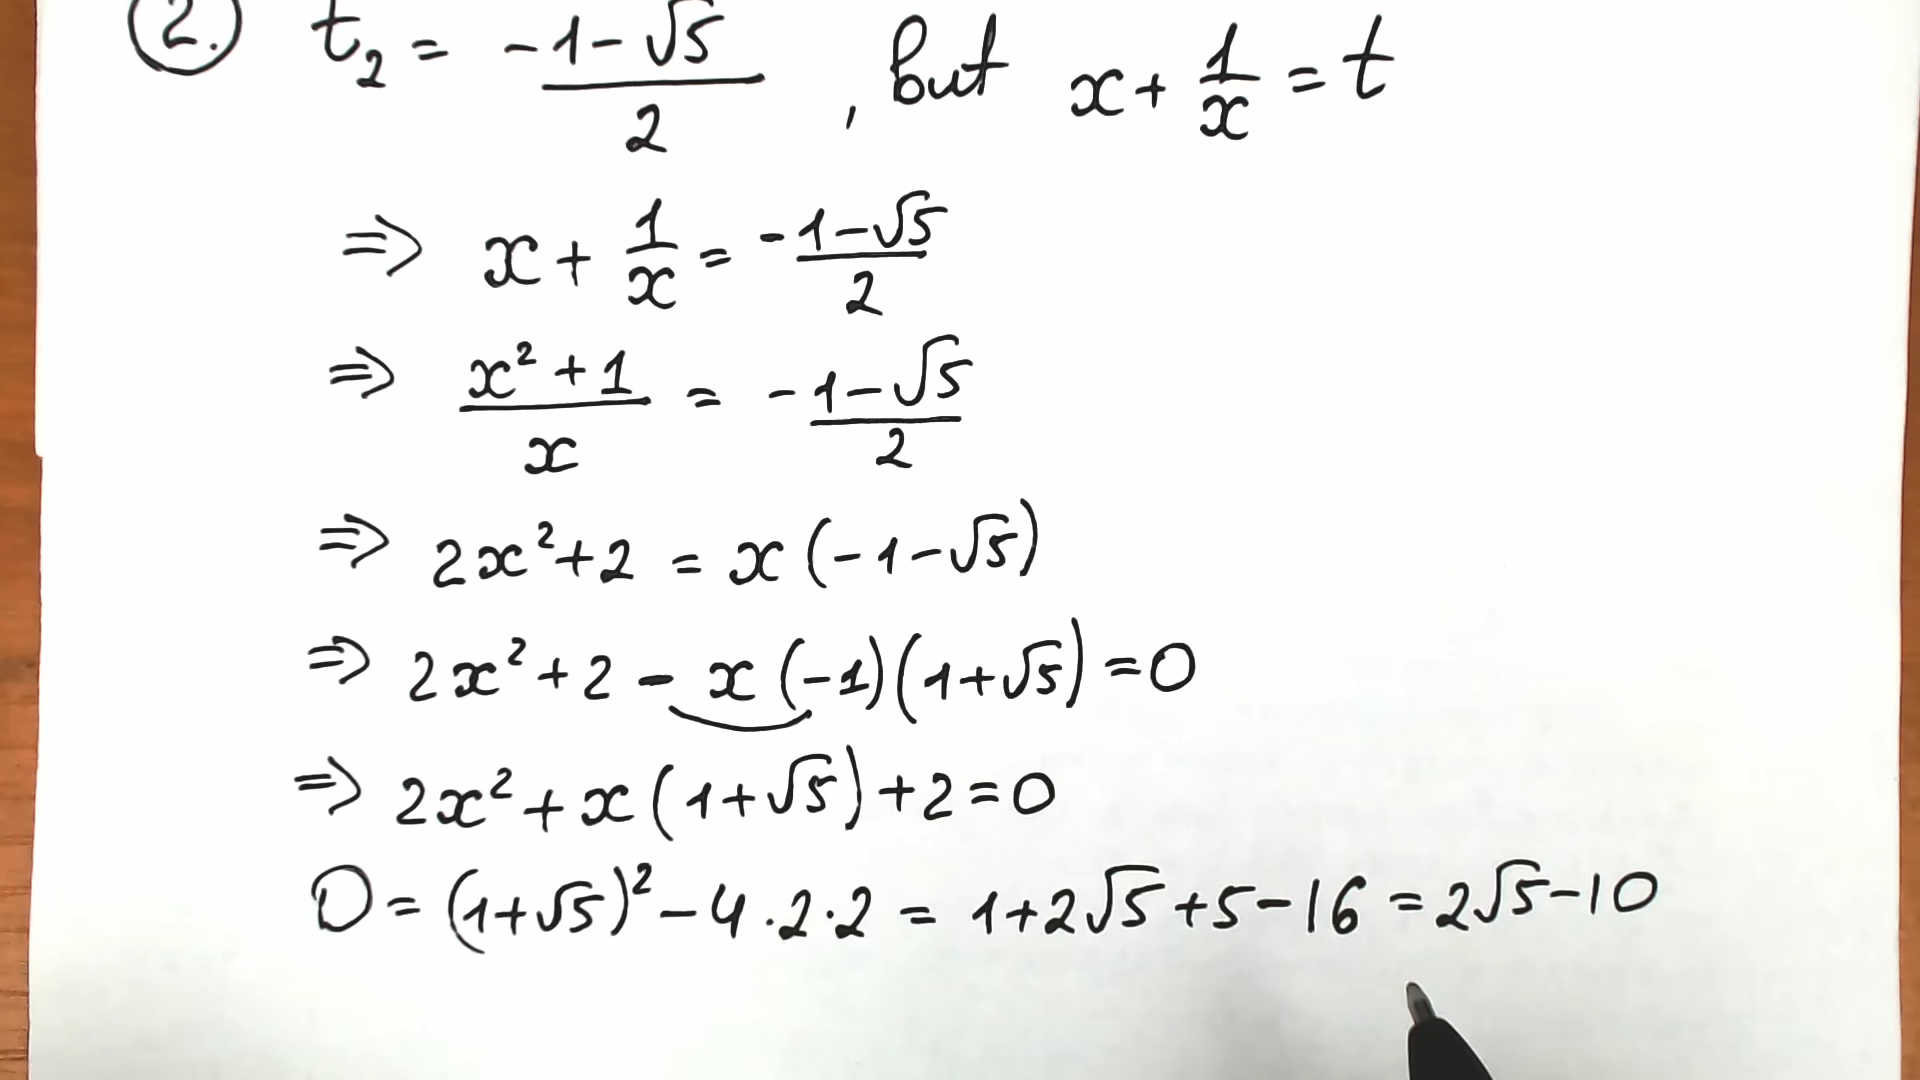 2. t₂ = (-1-√5)/2 , but x + 1/x = t
⇒ x + 1/x = (-1-√5)/2
⇒ (x² + 1)/x = (-1-√5)/2
⇒ 2x²+2 = x(-1-√5)
⇒ 2x²+2 - x(-1)(1+√5) = 0
⇒ 2x² + x(1+√5) + 2 = 0
D = (1+√5)² - 4·2·2 = 1+2√5+5-16 = 2√5-10